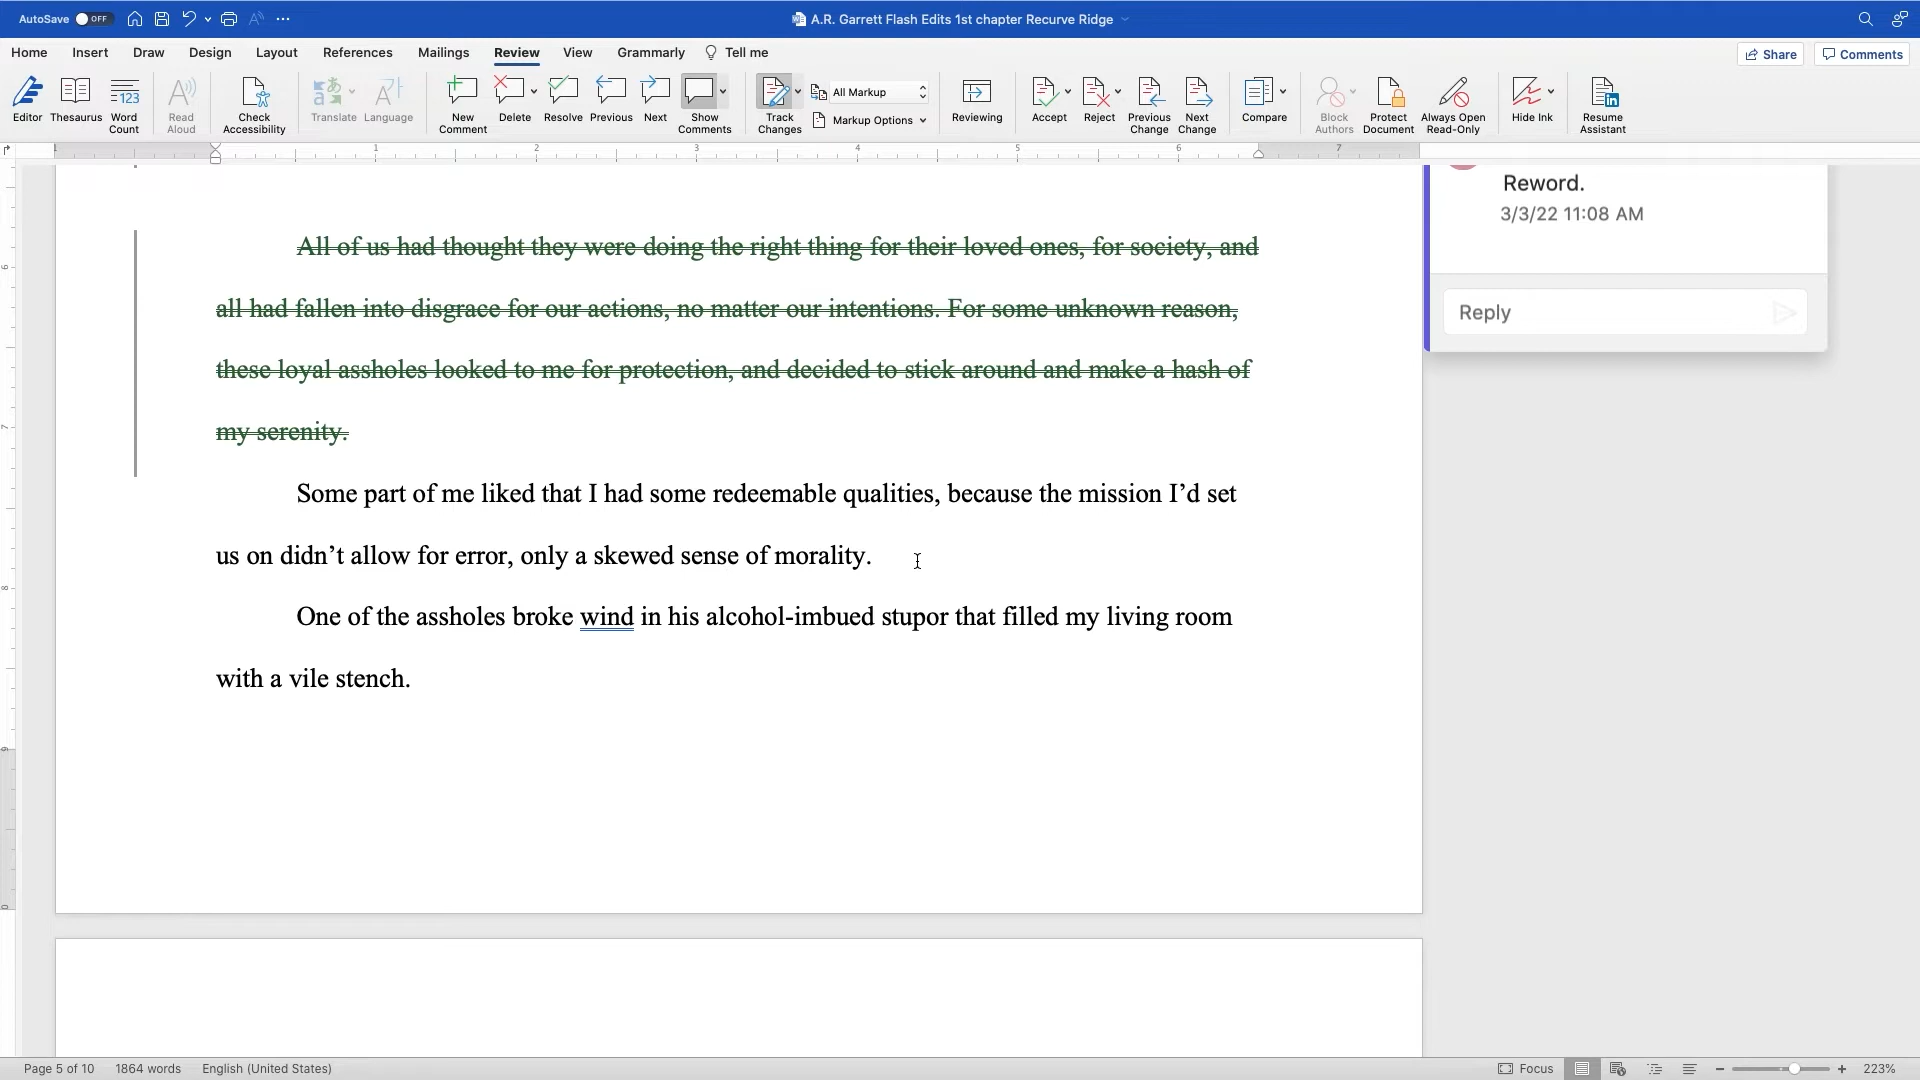 AutoSave OFF A.R. Garrett Flash Edits 1st chapter Recurve Ridge
Home Insert Draw Design Layout References Mailings Review View Grammarly Tell me Share Comments
Editor Thesaurus Word Count Read Aloud Check Accessibility Translate Language New Comment Delete Resolve Previous Next Show Comments Track Changes All Markup Markup Options Reviewing Accept Reject Previous Change Next Change Compare Block Authors Protect Document Always Open Read-Only Hide Ink Resume Assistant
1 1 2 3 4 5 6 7
Reword.
3/3/22 11:08 AM
Reply
All of us had thought they were doing the right thing for their loved ones, for society, and
all had fallen into disgrace for our actions, no matter our intentions. For some unknown reason,
these loyal assholes looked to me for protection, and decided to stick around and make a hash of
my serenity.
Some part of me liked that I had some redeemable qualities, because the mission I’d set
us on didn’t allow for error, only a skewed sense of morality.
One of the assholes broke wind in his alcohol-imbued stupor that filled my living room
with a vile stench.
Page 5 of 10 1864 words English (United States) Focus 223%